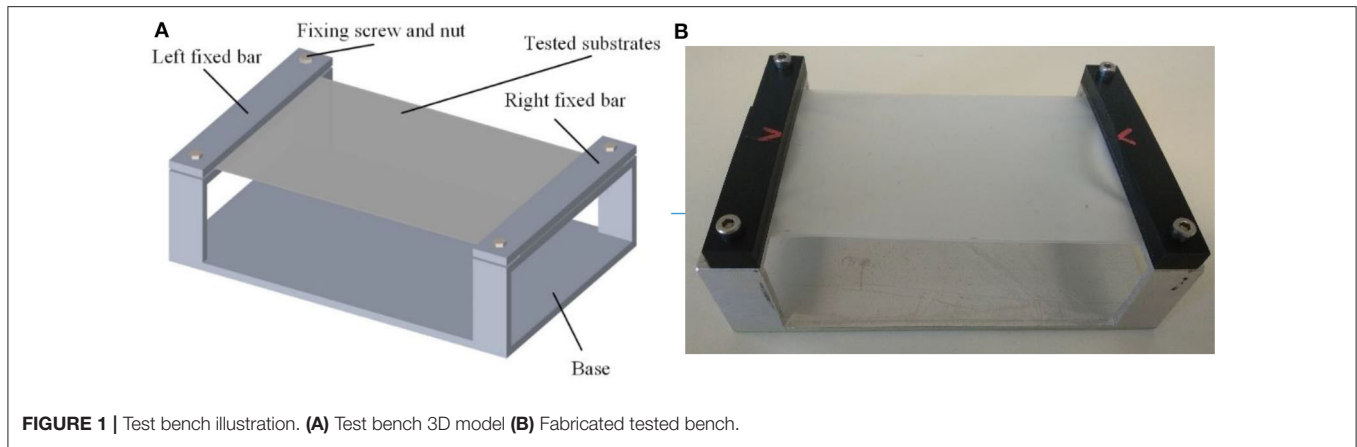 A
Fixing screw and nut
Left fixed bar
Tested substrates
Right fixed bar
Base
B
FIGURE 1 | Test bench illustration. (A) Test bench 3D model (B) Fabricated tested bench.